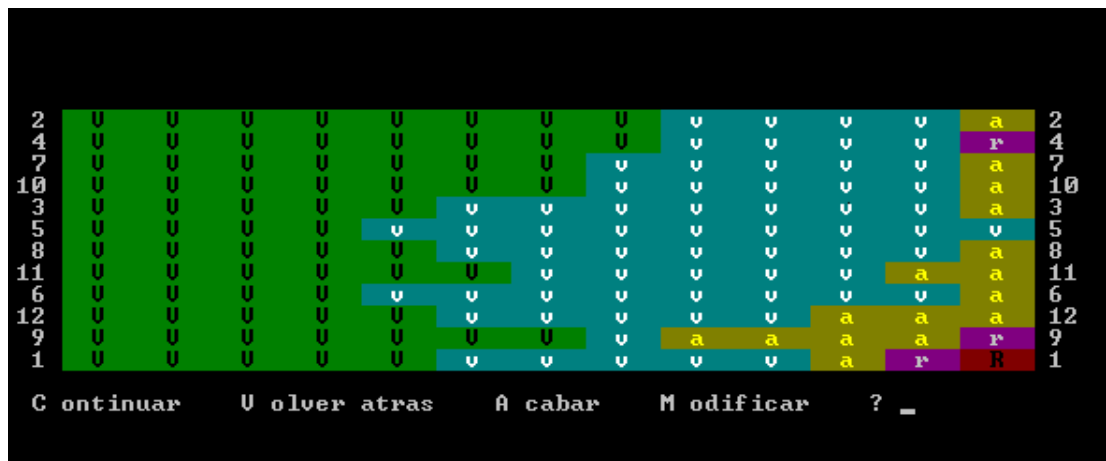 2 V V V V V V V V v v v v a 2
4 V V V V V V V V v v v v r 4
7 V V V V V V V v v v v v a 7
10 V V V V V V V v v v v v a 10
3 V V V V V v v v v v v v a 3
5 V V V V v v v v v v v v v 5
8 V V V V V v v v v v v v a 8
11 V V V V V V v v v v v a a 11
6 V V V V v v v v v v v v a 6
12 V V V V V v v v v v a a a 12
9 V V V V V V V v a a a a r 9
1 V V V V V v v v v v a r R 1
C ontinuar V olver atras A cabar M odificar ? _